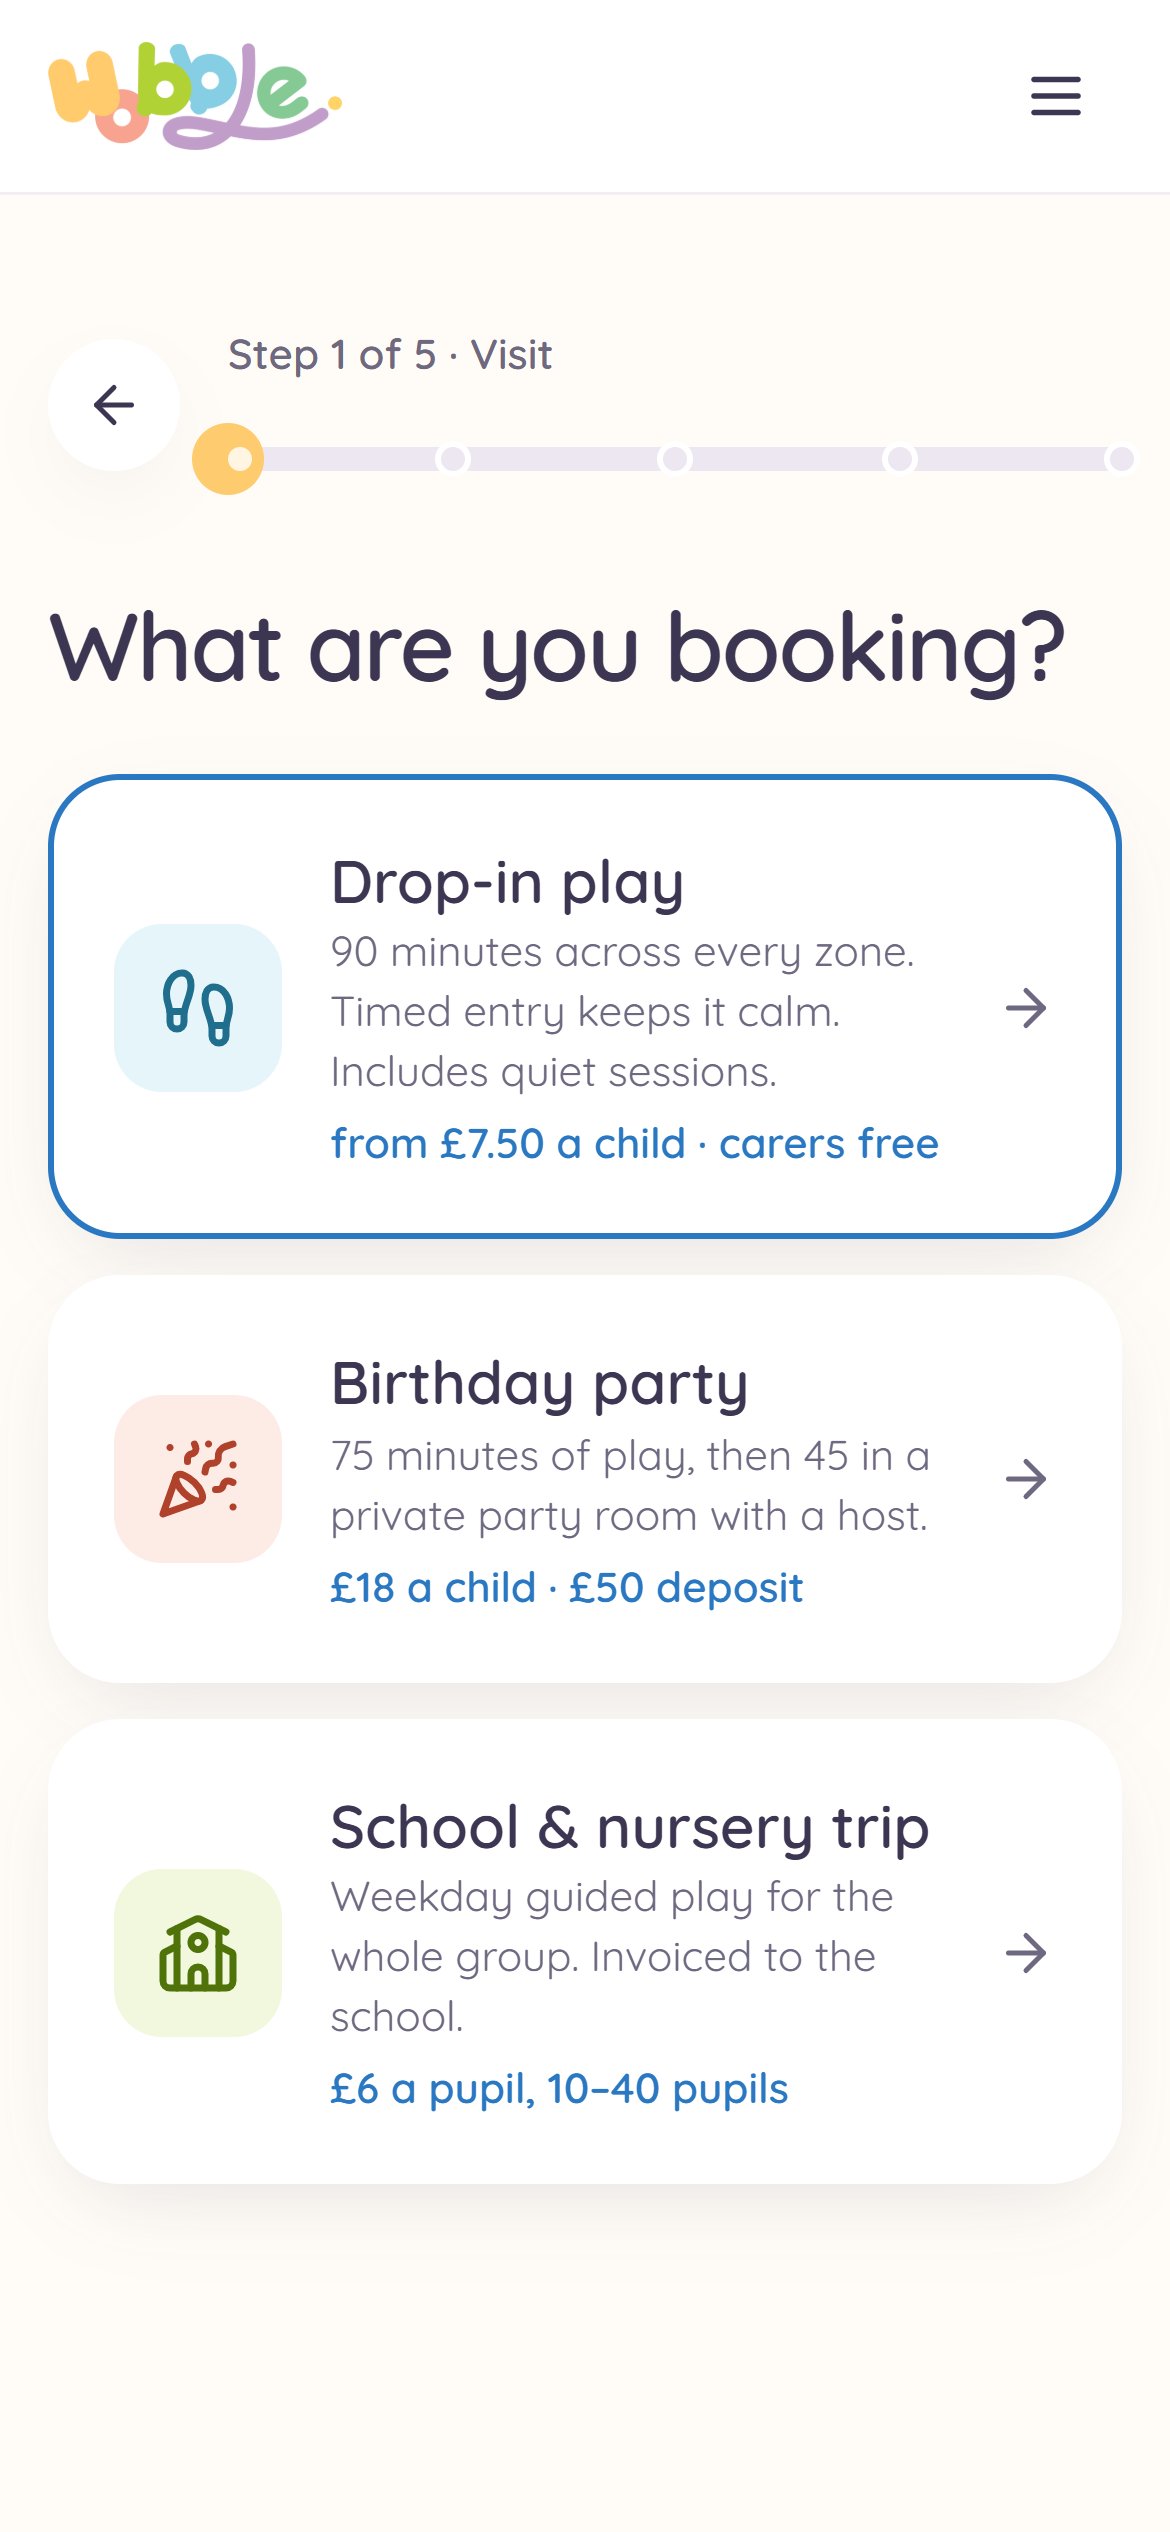 Wobble
Step 1 of 5 · Visit
What are you booking?
Drop-in play
90 minutes across every zone.
Timed entry keeps it calm.
Includes quiet sessions.
from £7.50 a child · carers free
Birthday party
75 minutes of play, then 45 in a
private party room with a host.
£18 a child · £50 deposit
School & nursery trip
Weekday guided play for the
whole group. Invoiced to the
school.
£6 a pupil, 10–40 pupils